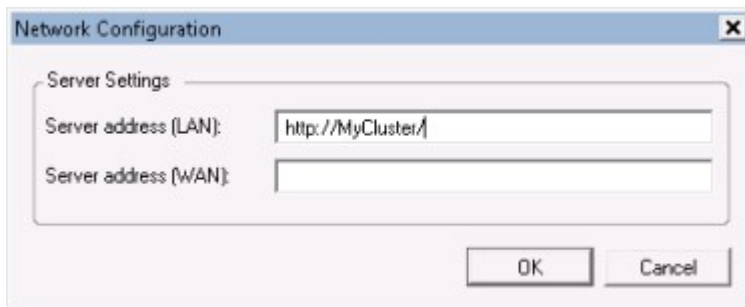 Network Configuration
Server Settings
Server address (LAN): http://MyCluster/
Server address (WAN):
OK Cancel